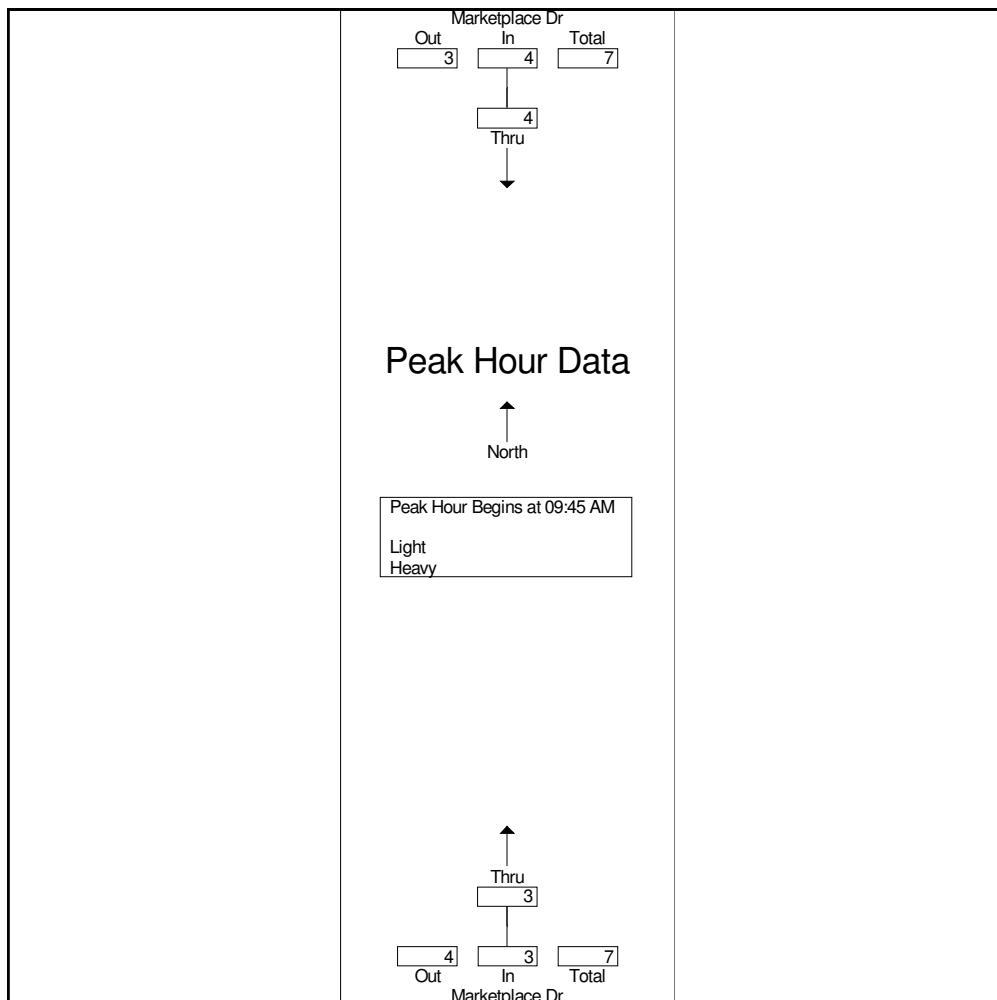 Marketplace Dr
Out In Total
3 4 7
4
Thru
Peak Hour Data
North
Peak Hour Begins at 09:45 AM
Light
Heavy
Thru
3
4 3 7
Out In Total
Marketplace Dr